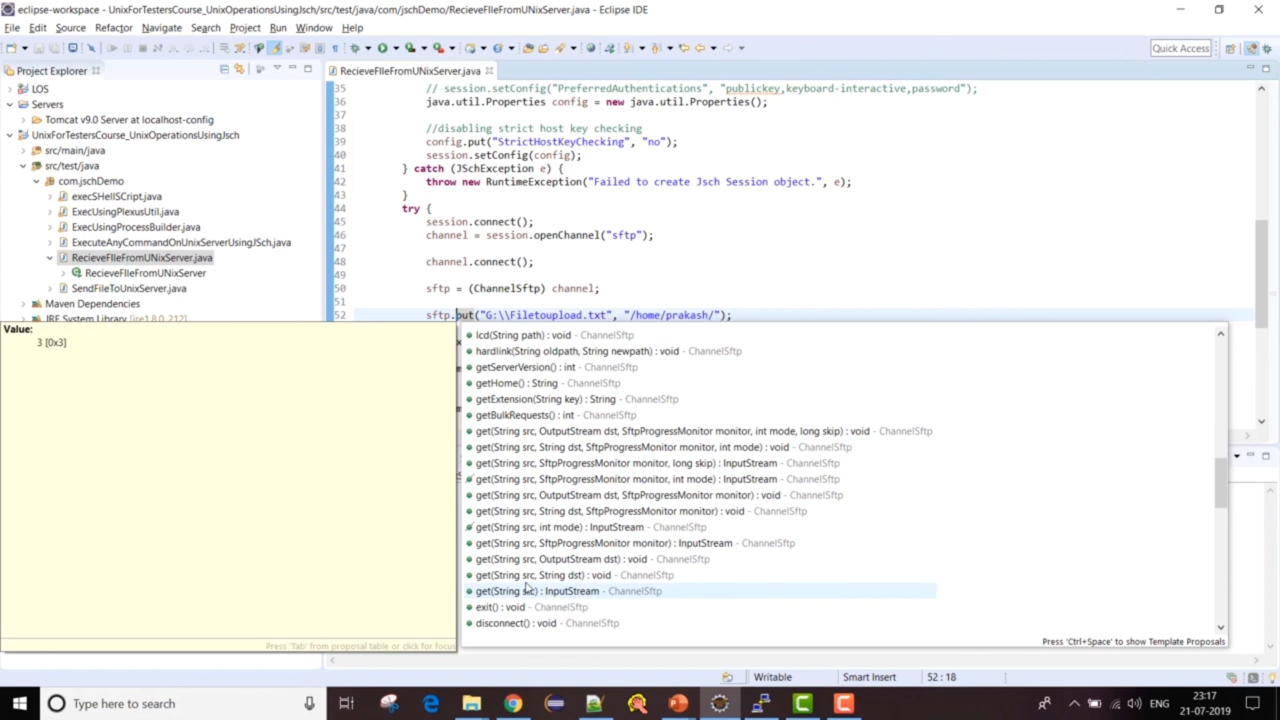 eclipse-workspace - UnixForTestersCourse_UnixOperationsUsingJsch/src/test/java/com/jschDemo/RecieveFIleFromUNixServer.java - Eclipse IDE
File Edit Source Refactor Navigate Search Project Run Window Help
Quick Access
Project Explorer
LOS
Servers
Tomcat v9.0 Server at localhost-config
UnixForTestersCourse_UnixOperationsUsingJsch
src/main/java
src/test/java
com.jschDemo
execSHellSCript.java
ExecUsingPlexusUtil.java
ExecUsingProcessBuilder.java
ExecuteAnyCommandOnUnixServerUsingJSch.java
RecieveFIleFromUNixServer.java
RecieveFIleFromUNixServer
SendFileToUnixServer.java
Maven Dependencies
JRE System Library [jre1.8.0_212]
RecieveFIleFromUNixServer.java
35 // session.setConfig("PreferredAuthentications", "publickey,keyboard-interactive,password");
36 java.util.Properties config = new java.util.Properties();
37
38 //disabling strict host key checking
39 config.put("StrictHostKeyChecking", "no");
40 session.setConfig(config);
41 } catch (JSchException e) {
42 throw new RuntimeException("Failed to create Jsch Session object.", e);
43 }
44 try {
45 session.connect();
46 channel = session.openChannel("sftp");
47
48 channel.connect();
49
50 sftp = (ChannelSftp) channel;
51
52 sftp.put("G:\\Filetoupload.txt", "/home/prakash/");
Value:
3 [0x3]
Press 'Tab' from proposal table or click for focus
lcd(String path) : void - ChannelSftp
hardlink(String oldpath, String newpath) : void - ChannelSftp
getServerVersion() : int - ChannelSftp
getHome() : String - ChannelSftp
getExtension(String key) : String - ChannelSftp
getBulkRequests() : int - ChannelSftp
get(String src, OutputStream dst, SftpProgressMonitor monitor, int mode, long skip) : void - ChannelSftp
get(String src, String dst, SftpProgressMonitor monitor, int mode) : void - ChannelSftp
get(String src, SftpProgressMonitor monitor, long skip) : InputStream - ChannelSftp
get(String src, SftpProgressMonitor monitor, int mode) : InputStream - ChannelSftp
get(String src, OutputStream dst, SftpProgressMonitor monitor) : void - ChannelSftp
get(String src, String dst, SftpProgressMonitor monitor) : void - ChannelSftp
get(String src, int mode) : InputStream - ChannelSftp
get(String src, SftpProgressMonitor monitor) : InputStream - ChannelSftp
get(String src, OutputStream dst) : void - ChannelSftp
get(String src, String dst) : void - ChannelSftp
get(String src) : InputStream - ChannelSftp
exit() : void - ChannelSftp
disconnect() : void - ChannelSftp
Press 'Ctrl+Space' to show Template Proposals
Writable Smart Insert 52 : 18
Type here to search
ENG
23:17
21-07-2019